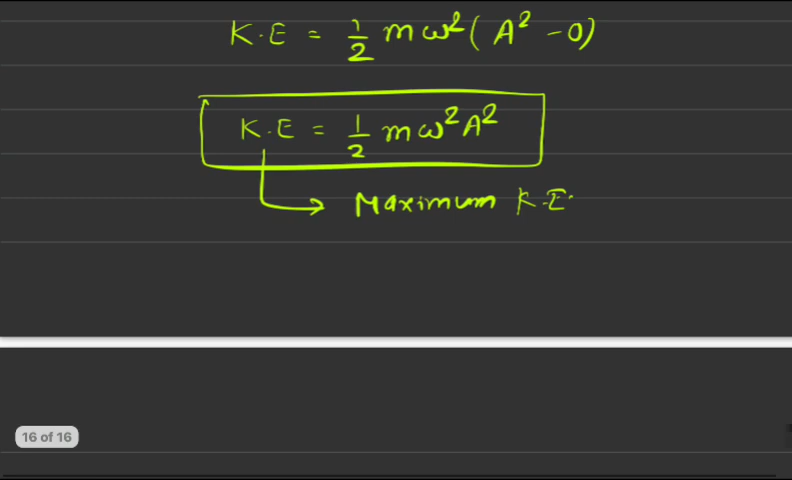 K.E = 1/2 mω²(A² - 0)
K.E = 1/2 mω²A²
Maximum K.E.
16 of 16